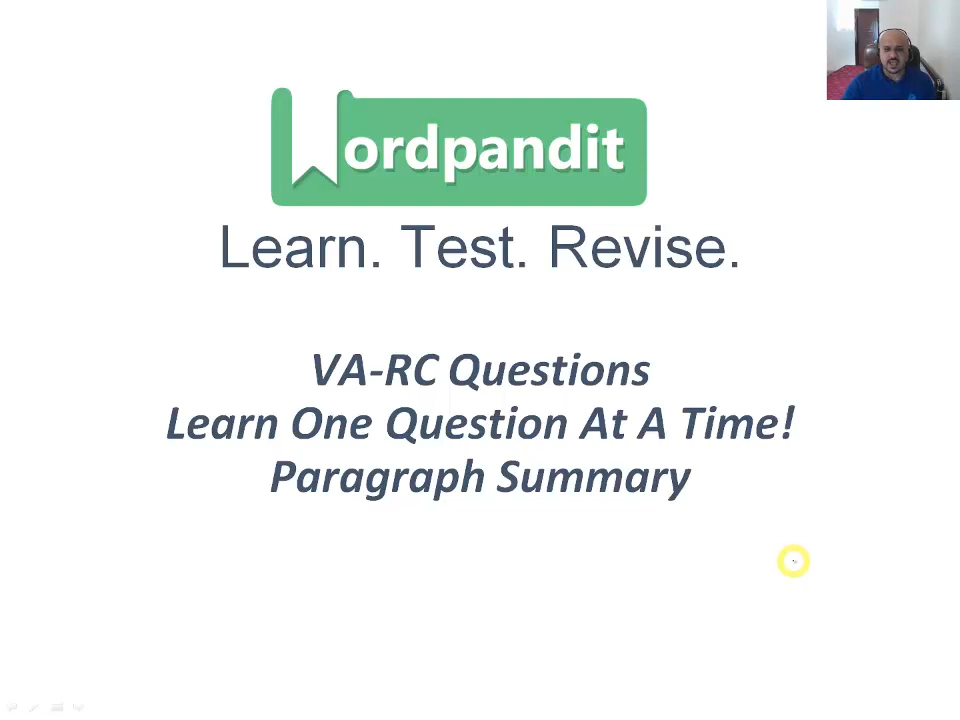 Wordpandit
Learn. Test. Revise.
VA-RC Questions
Learn One Question At A Time!
Paragraph Summary